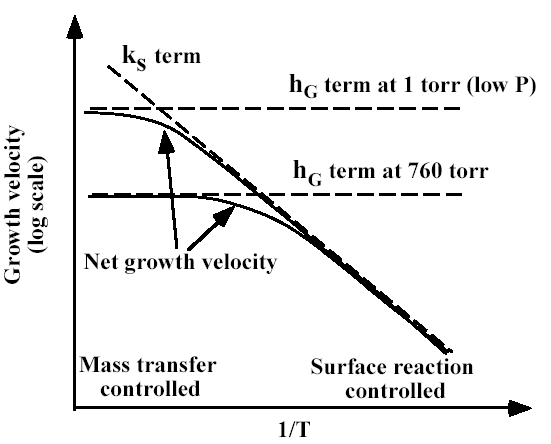 k_S term
h_G term at 1 torr (low P)
h_G term at 760 torr
Growth velocity
(log scale)
Net growth velocity
Mass transfer
controlled
Surface reaction
controlled
1/T